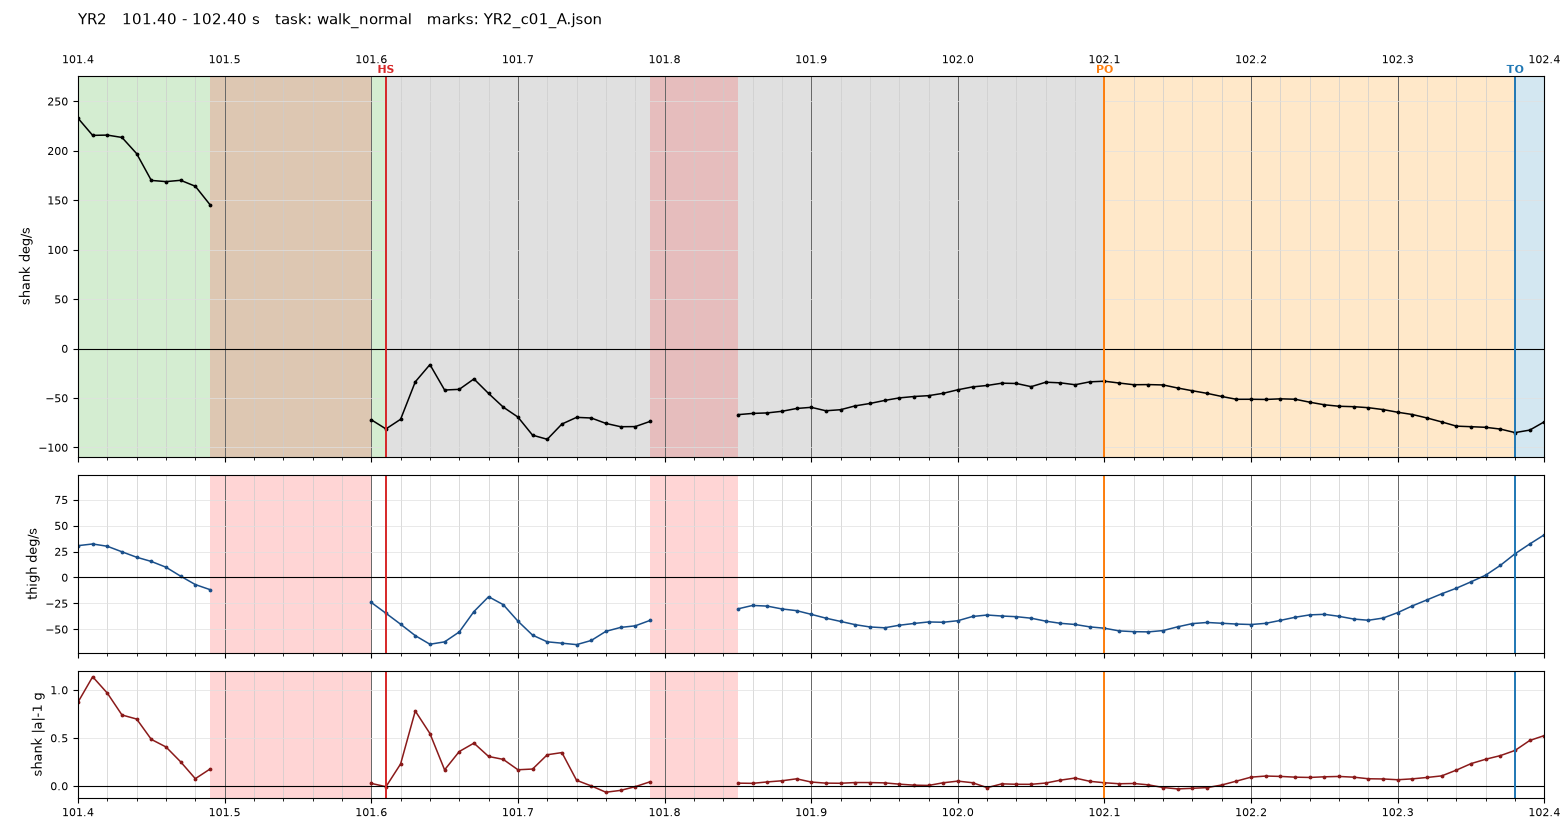 YR2   101.40 - 102.40 s   task: walk_normal   marks: YR2_c01_A.json
101.4 101.5 101.6 101.7 101.8 101.9 102.0 102.1 102.2 102.3 102.4
HS PO TO
250
200
150
100
50
0
−50
−100
shank deg/s
75
50
25
0
−25
−50
thigh deg/s
1.0
0.5
0.0
shank |a|-1 g
101.4 101.5 101.6 101.7 101.8 101.9 102.0 102.1 102.2 102.3 102.4